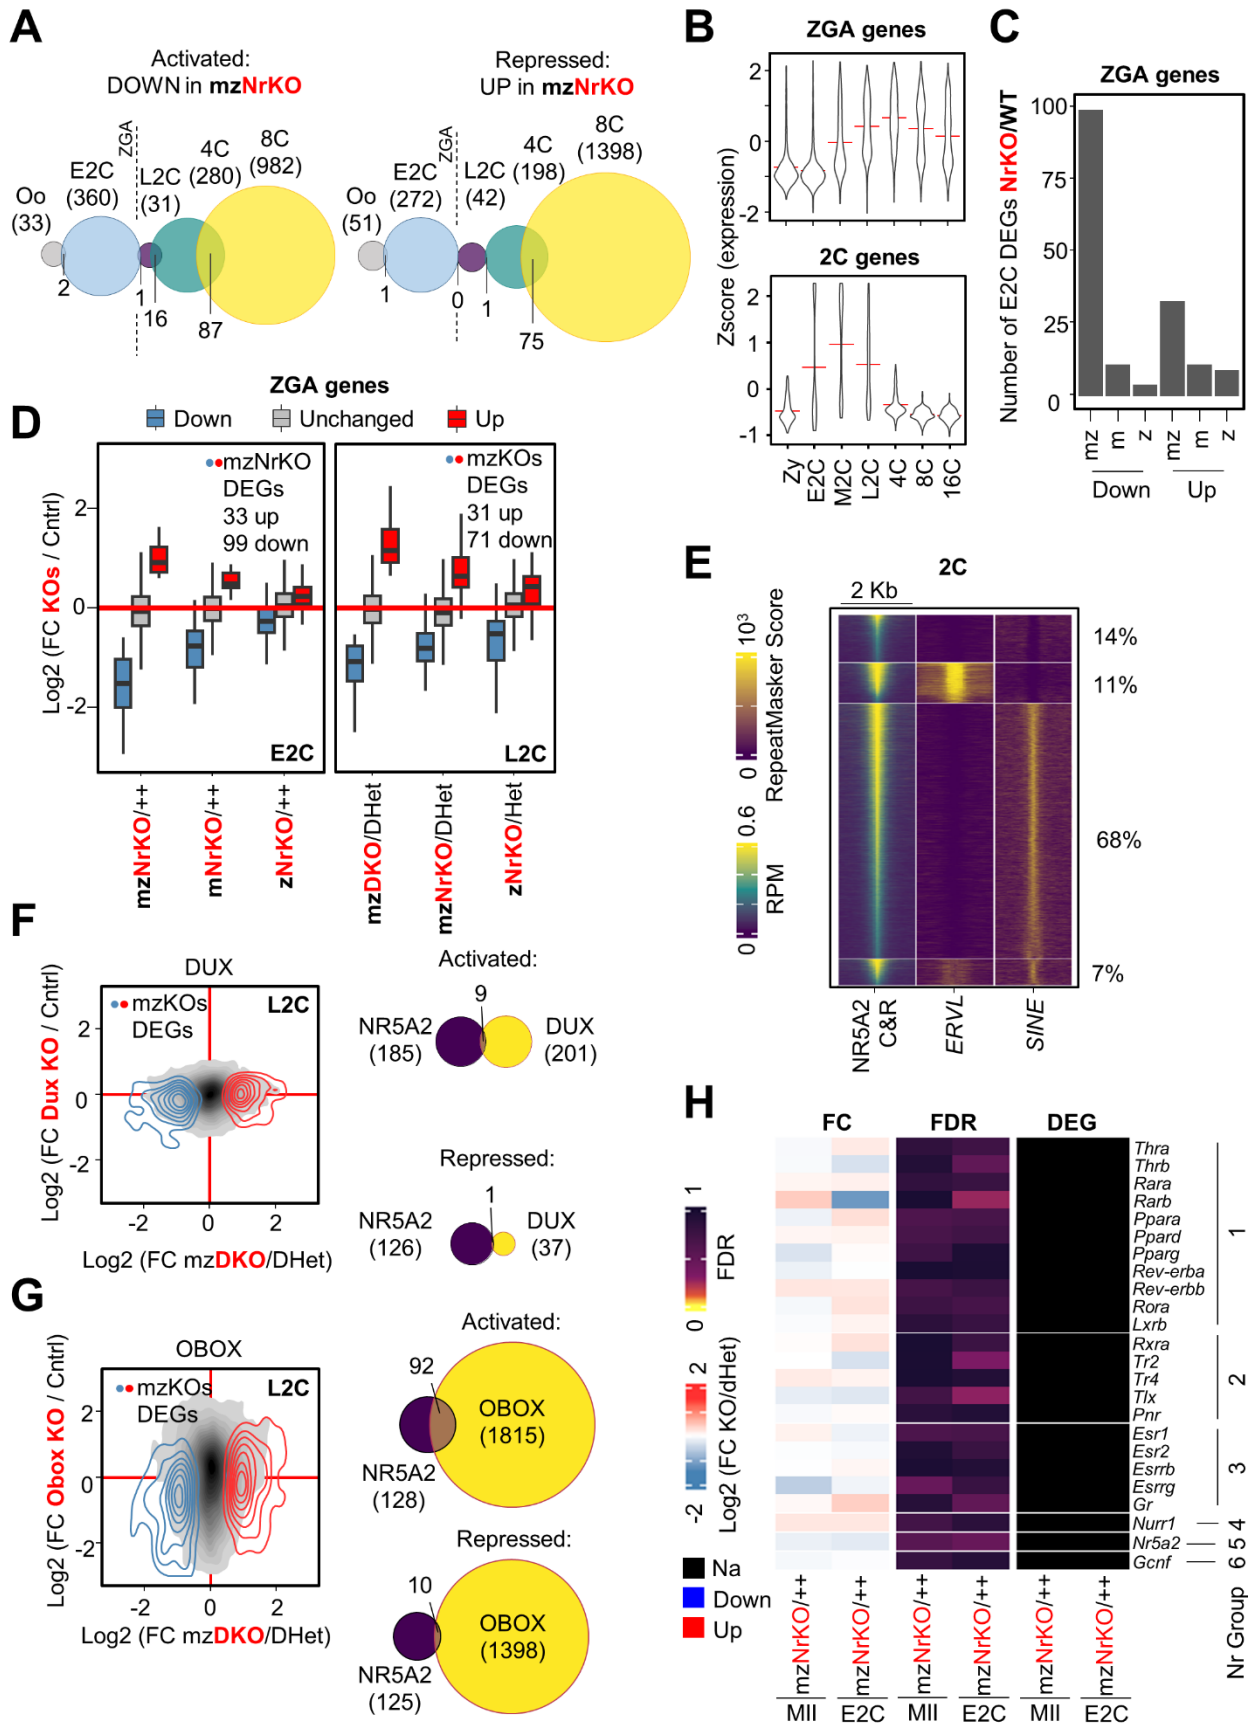 A
Activated:
DOWN in mzNrKO
Repressed:
UP in mzNrKO
ZGA
Oo
(33)
E2C
(360)
L2C
(31)
4C
(280)
8C
(982)
2
1
16
87
ZGA
Oo
(51)
E2C
(272)
L2C
(42)
4C
(198)
8C
(1398)
1
0
1
75
B
ZGA genes
2
0
-2
2C genes
2
1
0
-1
Zscore (expression)
Zy
E2C
M2C
L2C
4C
8C
16C
C
ZGA genes
Number of E2C DEGs NrKO/WT
100
75
50
25
0
mz
m
z
mz
m
z
Down
Up
D
ZGA genes
Down
Unchanged
Up
Log2 (FC KOs / Cntrl)
2
0
-2
mzNrKO
DEGs
33 up
99 down
E2C
mzKOs
DEGs
31 up
71 down
L2C
mzNrKO/++
mNrKO/++
zNrKO/++
mzDKO/DHet
mzNrKO/DHet
zNrKO/Het
E
2C
2 Kb
14%
11%
68%
7%
0
10³
RepeatMasker Score
0
0.6
RPM
NR5A2
C&R
ERVL
SINE
F
DUX
mzKOs
DEGs
L2C
Log2 (FC Dux KO / Cntrl)
2
0
-2
-2
0
2
Log2 (FC mzDKO/DHet)
Activated:
9
NR5A2
(185)
DUX
(201)
Repressed:
1
NR5A2
(126)
DUX
(37)
G
OBOX
mzKOs
DEGs
L2C
Log2 (FC Obox KO / Cntrl)
2
0
-2
-2
0
2
Log2 (FC mzDKO/DHet)
Activated:
92
OBOX
(1815)
NR5A2
(128)
Repressed:
10
OBOX
(1398)
NR5A2
(125)
H
FC
FDR
DEG
0
1
FDR
-2
2
Log2 (FC KO/dHet)
Na
Down
Up
Thra
Thrb
Rara
Rarb
Ppara
Ppard
Pparg
Rev-erba
Rev-erbb
Rora
Lxrb
Rxra
Tr2
Tr4
Tlx
Pnr
Esr1
Esr2
Esrrb
Esrrg
Gr
Nurr1
Nr5a2
Gcnf
1
2
3
4
5
6
Nr Group
mzNrKO/++
mzNrKO/++
mzNrKO/++
mzNrKO/++
mzNrKO/++
mzNrKO/++
MII
E2C
MII
E2C
MII
E2C